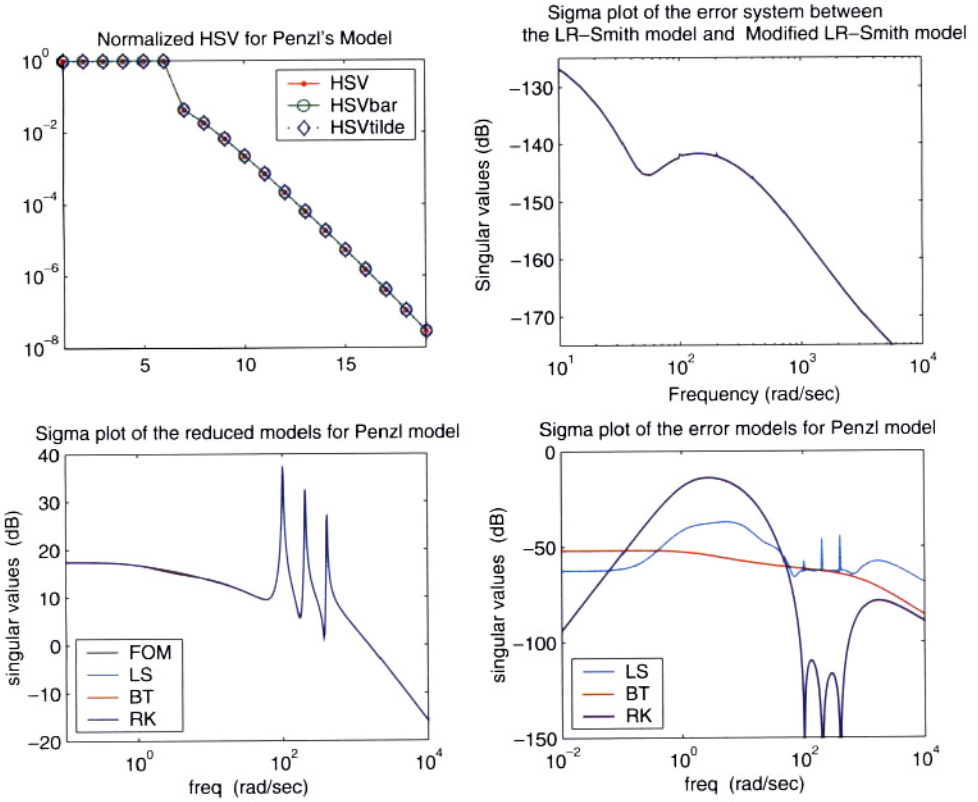 Normalized HSV for Penzl's Model
10^0
10^-2
10^-4
10^-6
10^-8
5
10
15
HSV
HSVbar
HSVtilde
Sigma plot of the error system between
the LR–Smith model and Modified LR–Smith model
Singular values (dB)
−130
−140
−150
−160
−170
10^1
10^2
10^3
10^4
Frequency (rad/sec)
Sigma plot of the reduced models for Penzl model
singular values (dB)
40
30
20
10
0
−10
−20
10^0
10^2
10^4
freq (rad/sec)
FOM
LS
BT
RK
Sigma plot of the error models for Penzl model
singular values (dB)
0
−50
−100
−150
10^-2
10^0
10^2
10^4
freq (rad/sec)
LS
BT
RK